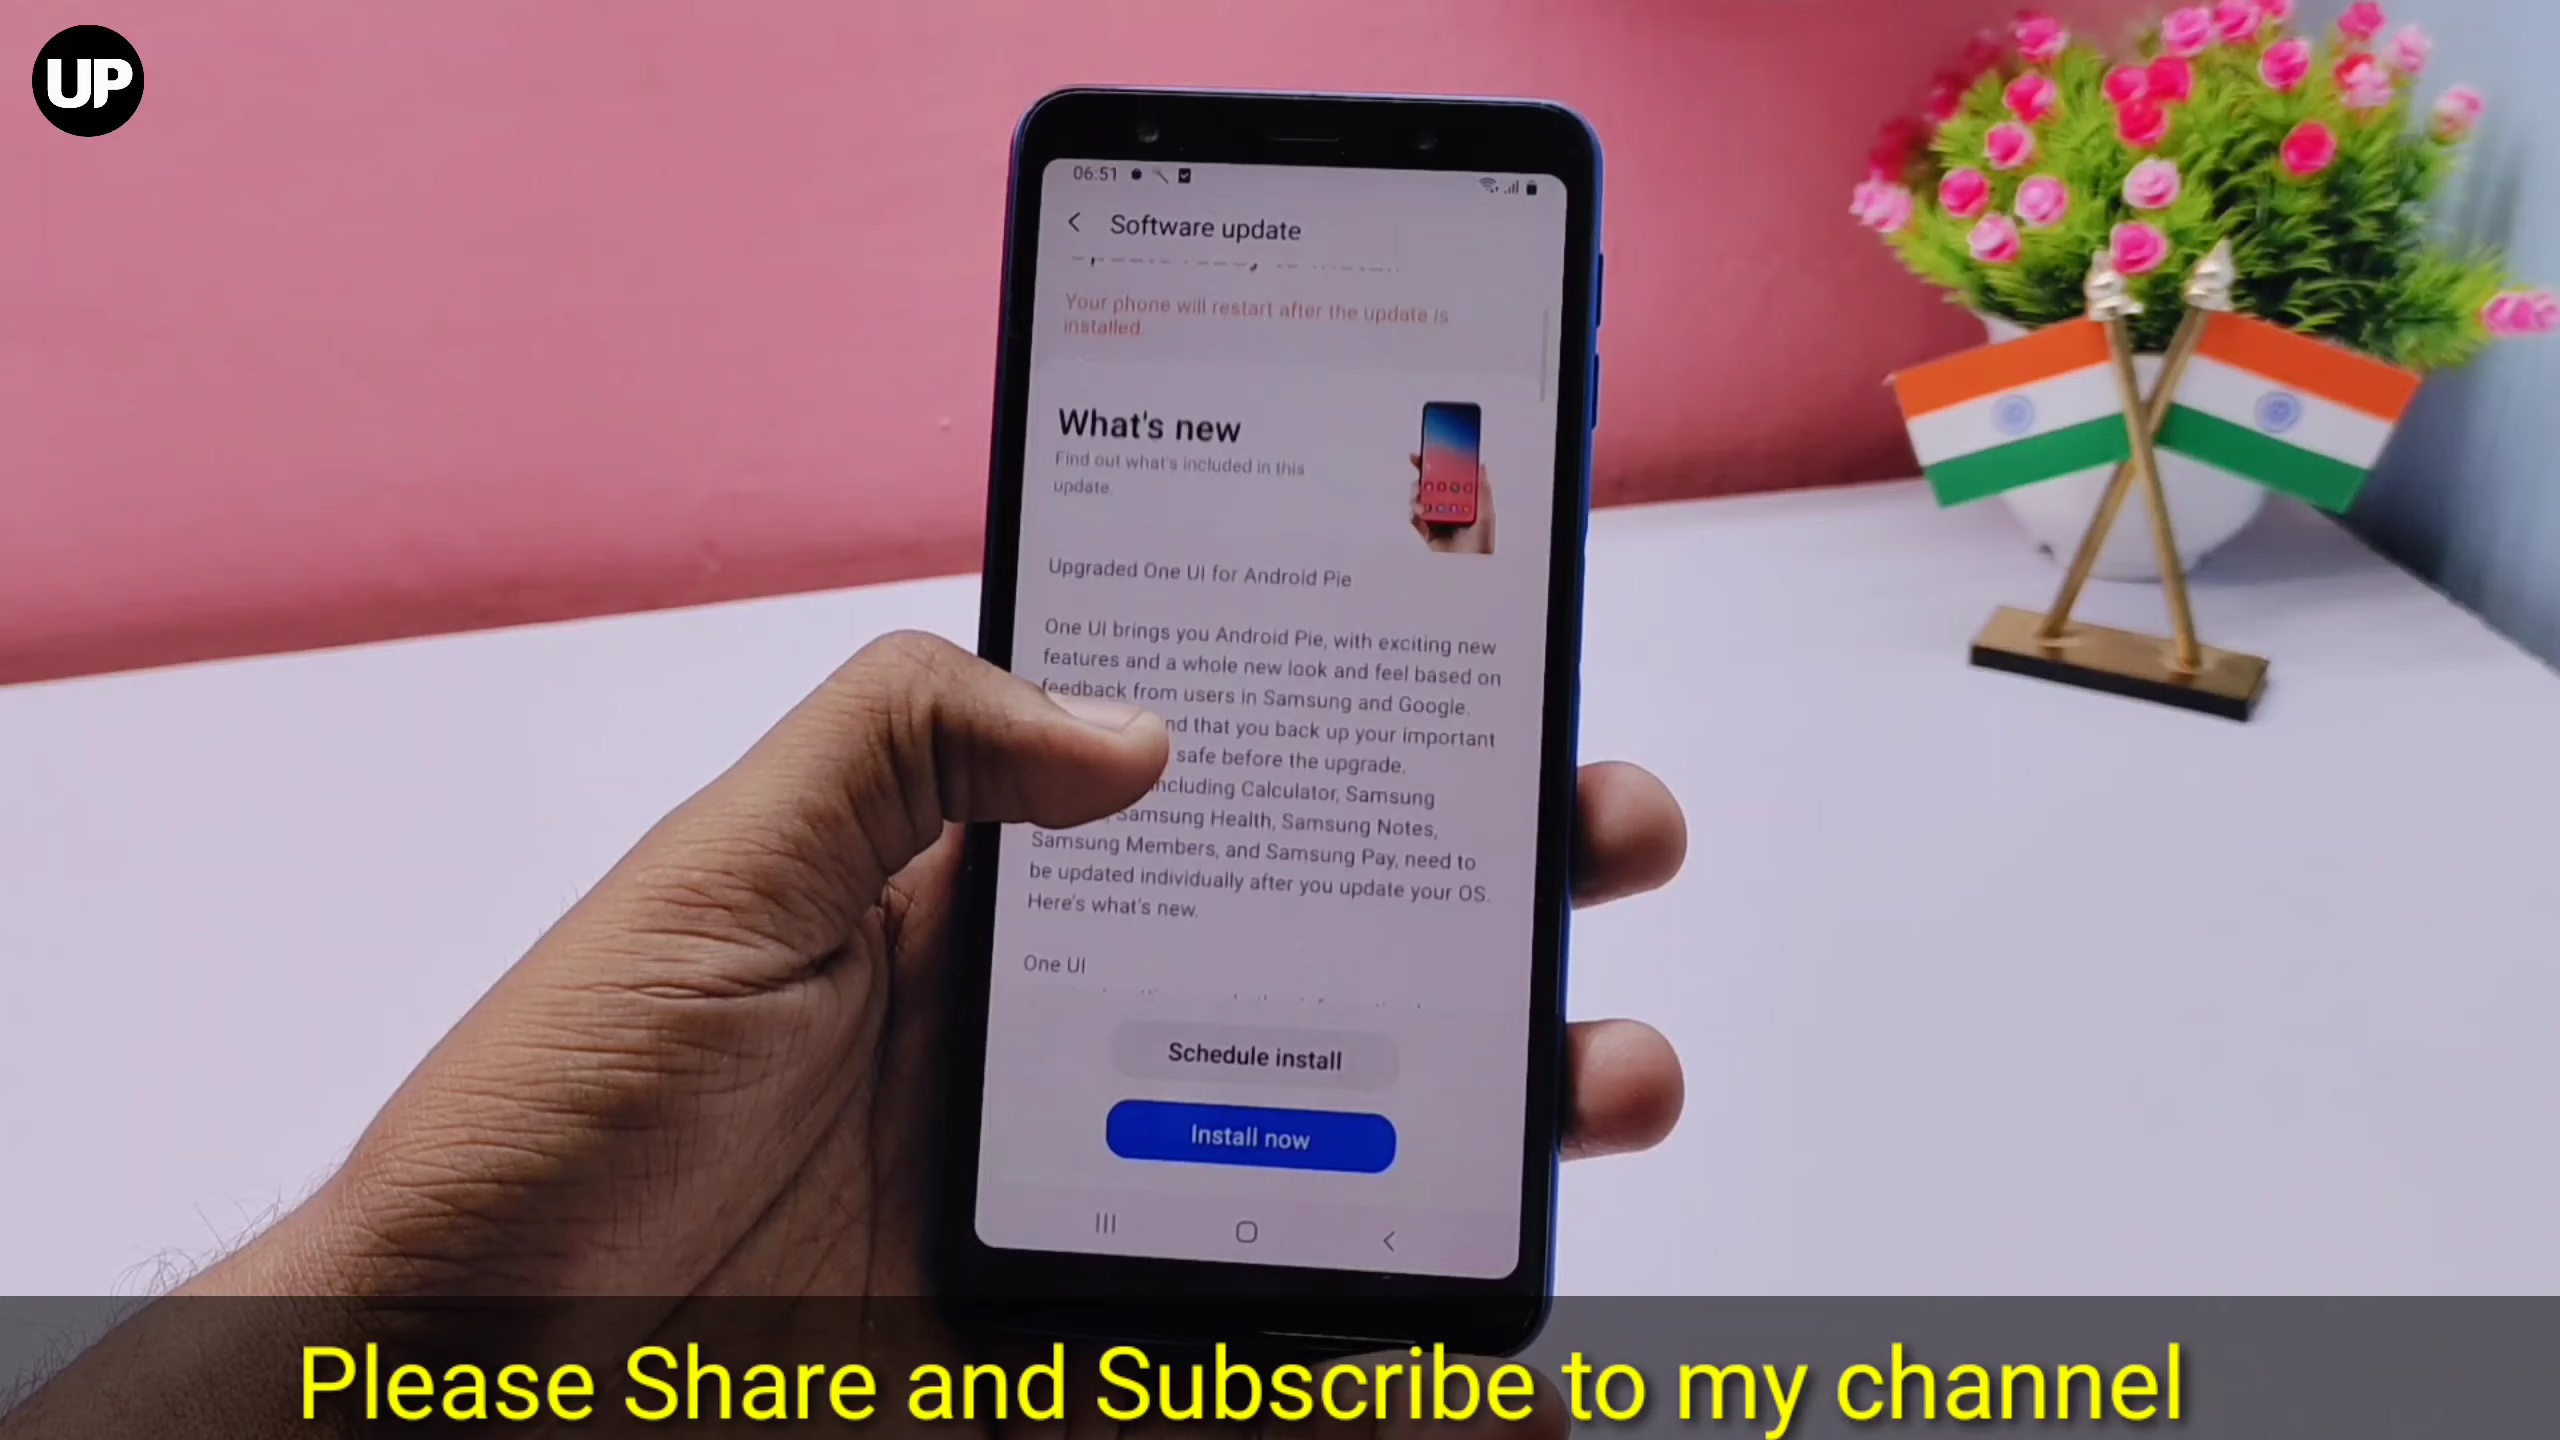 UP
06:51
Software update
Your phone will restart after the update is
installed.
What's new
Find out what's included in this
update.
Upgraded One UI for Android Pie
One UI brings you Android Pie, with exciting new
features and a whole new look and feel based on
feedback from users in Samsung and Google.
that you back up your important
safe before the upgrade.
including Calculator, Samsung
Samsung Health, Samsung Notes,
Samsung Members, and Samsung Pay, need to
be updated individually after you update your OS.
Here's what's new.
One UI
Schedule install
Install now
Please Share and Subscribe to my channel